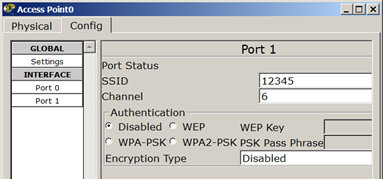 Access Point0
Physical Config
GLOBAL
Settings
INTERFACE
Port 0
Port 1
Port 1
Port Status
SSID 12345
Channel 6
Authentication
Disabled WEP WEP Key
WPA-PSK WPA2-PSK PSK Pass Phrase
Encryption Type Disabled